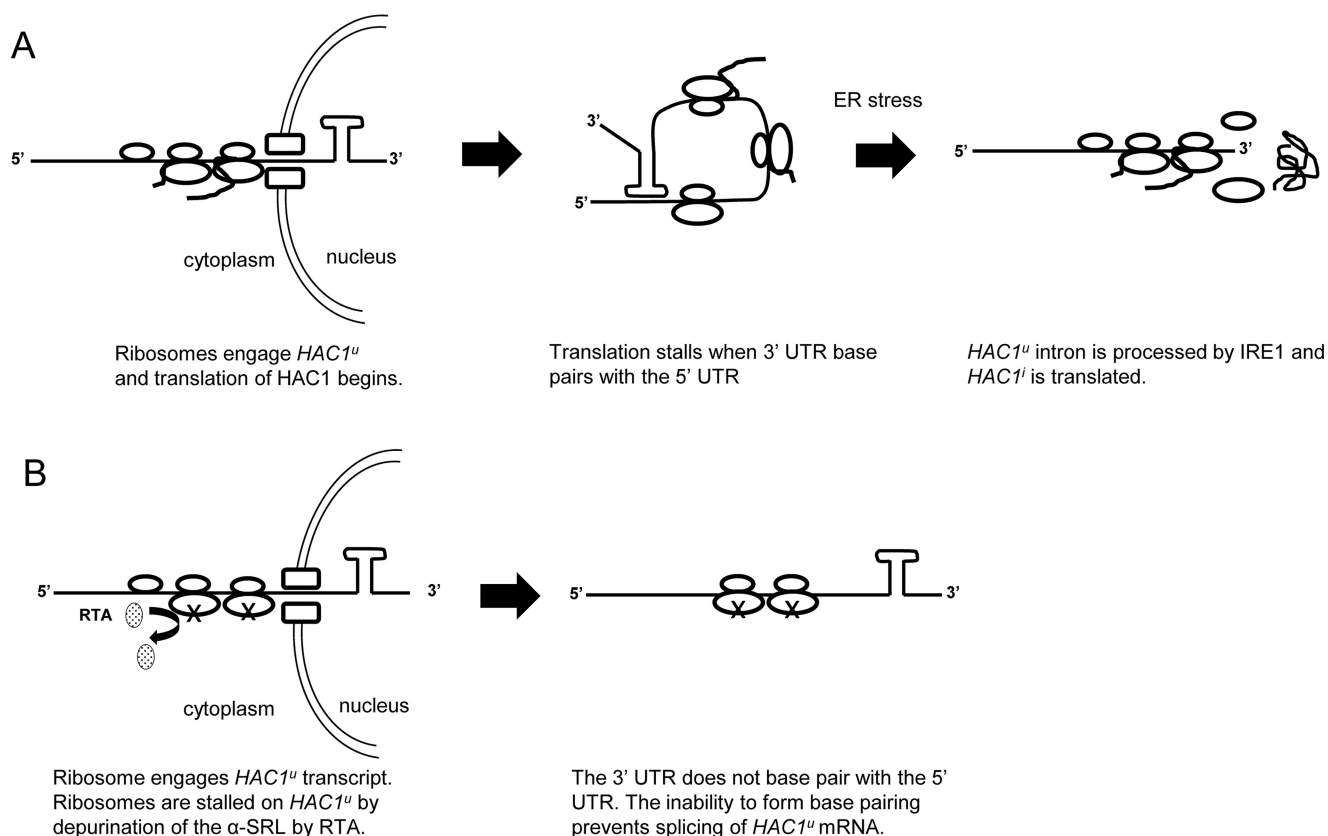 A
ER stress
3’
5’
3’
5’
3’
5’
cytoplasm
nucleus
Ribosomes engage HAC1ᵘ
and translation of HAC1 begins.
Translation stalls when 3’ UTR base
pairs with the 5’ UTR
HAC1ᵘ intron is processed by IRE1 and
HAC1ⁱ is translated.
B
5’
3’
RTA
X
X
cytoplasm
nucleus
5’
X
X
3’
Ribosome engages HAC1ᵘ transcript.
Ribosomes are stalled on HAC1ᵘ by
depurination of the α-SRL by RTA.
The 3’ UTR does not base pair with the 5’
UTR. The inability to form base pairing
prevents splicing of HAC1ᵘ mRNA.